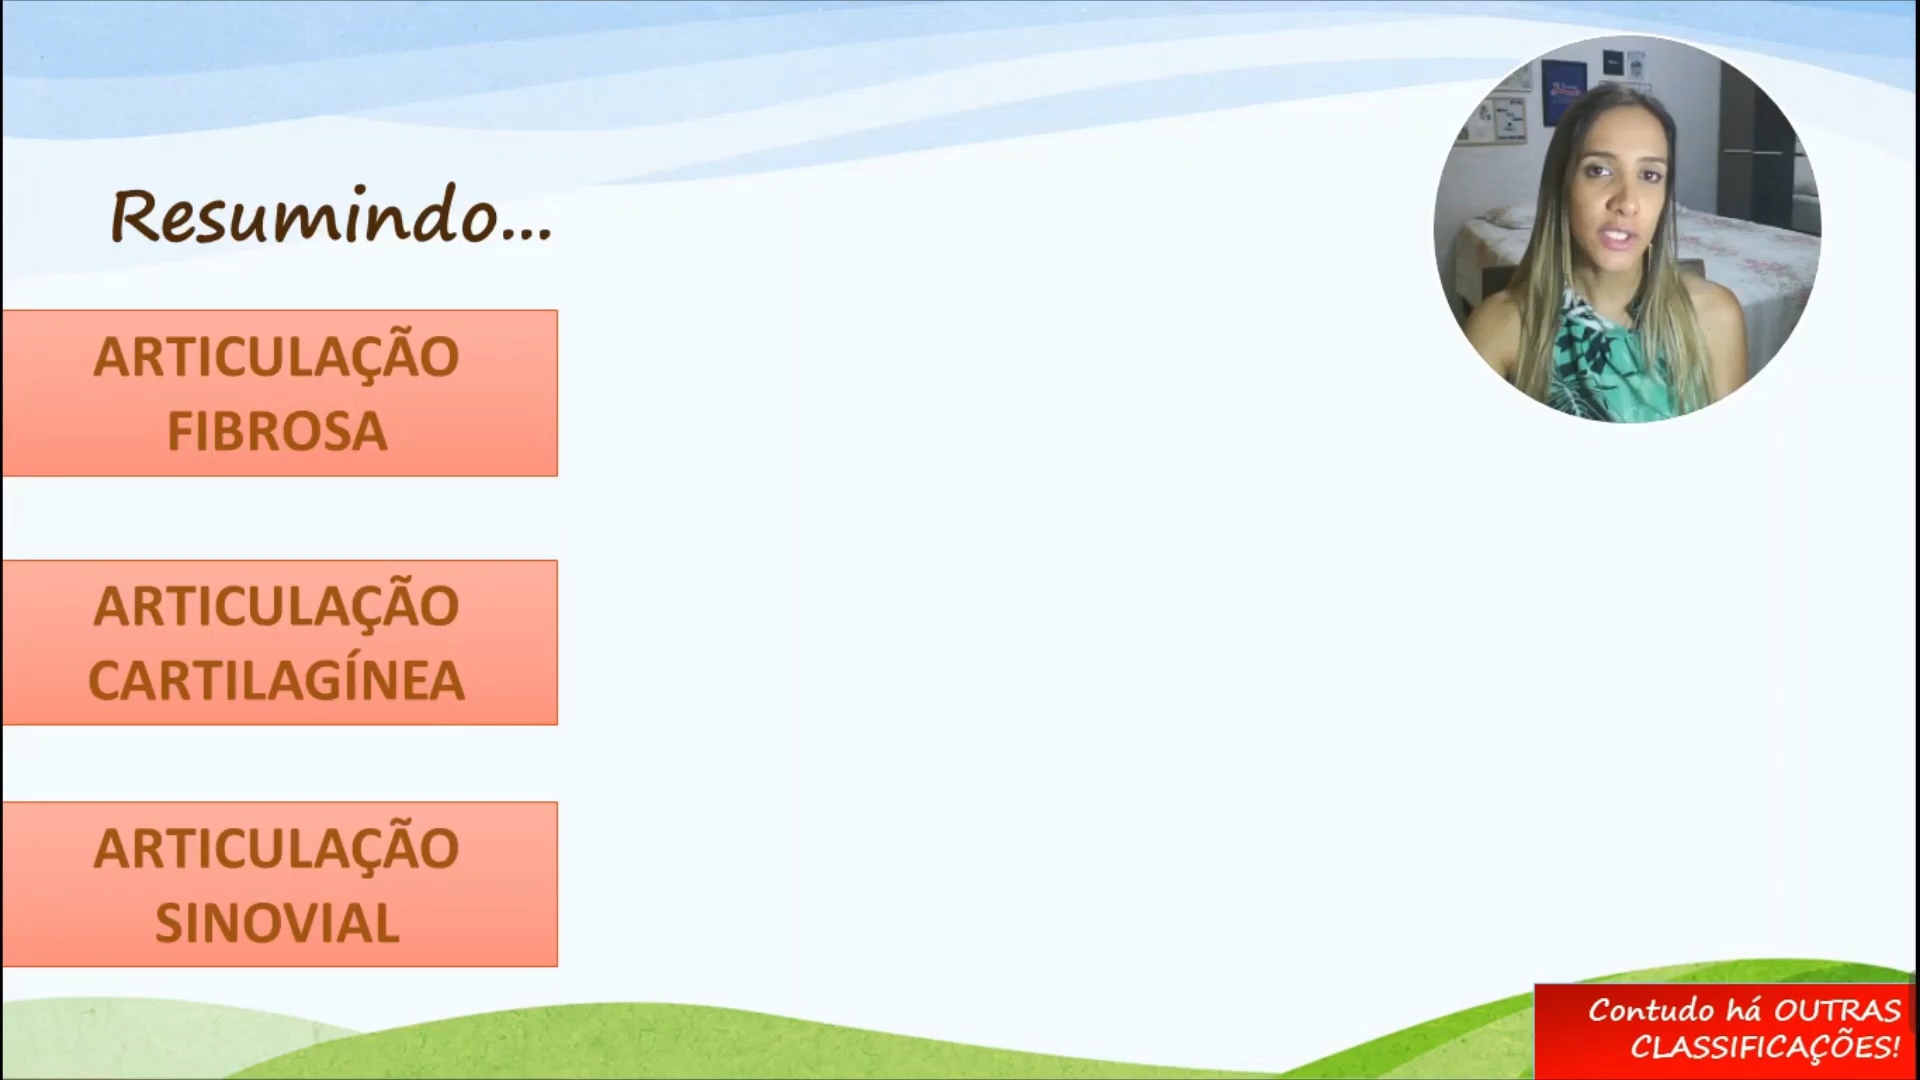 Resumindo...
ARTICULAÇÃO
FIBROSA
ARTICULAÇÃO
CARTILAGÍNEA
ARTICULAÇÃO
SINOVIAL
Contudo há OUTRAS
CLASSIFICAÇÕES!